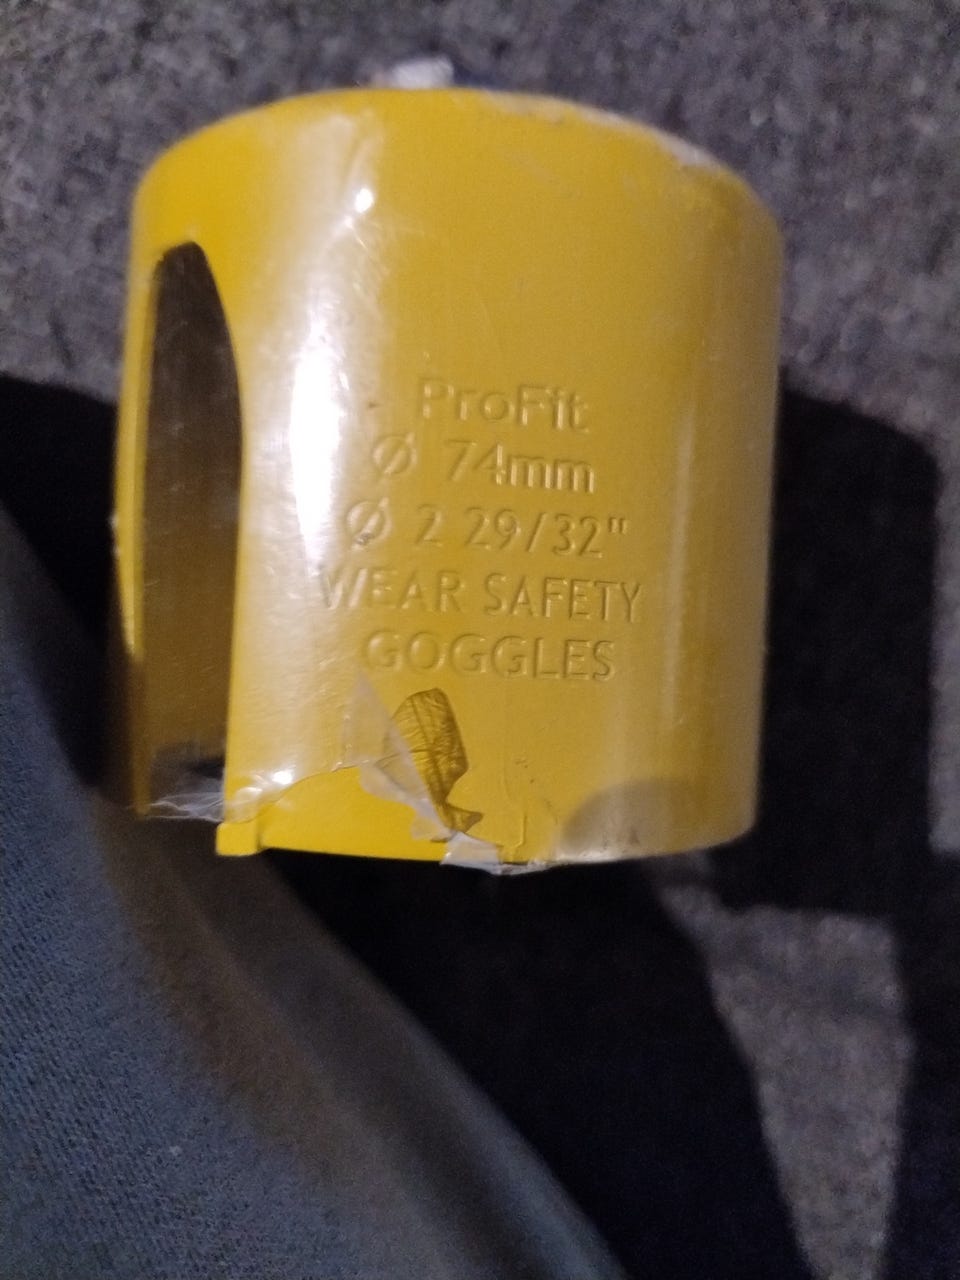 ProFit
Ø 74mm
Ø 2 29/32"
WEAR SAFETY
GOGGLES